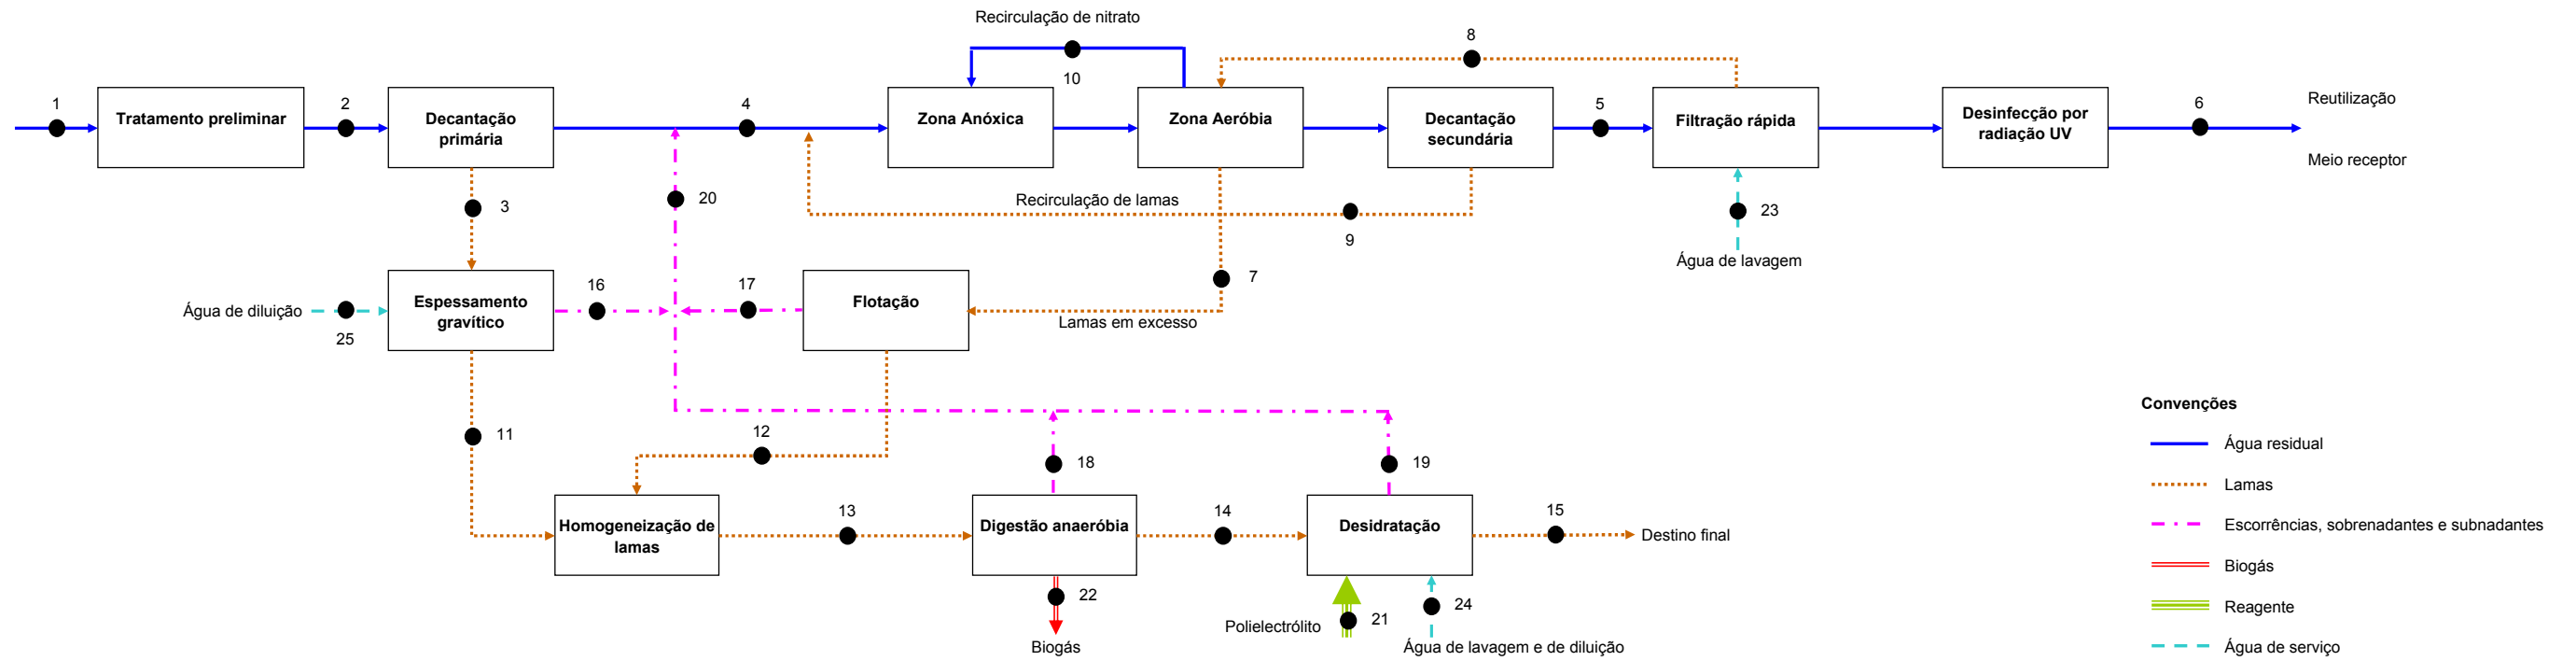 Recirculação de nitrato
8
10
1
2
4
5
6
Tratamento preliminar
Decantação
primária
Zona Anóxica
Zona Aeróbia
Decantação
secundária
Filtração rápida
Desinfecção por
radiação UV
Reutilização
Meio receptor
3
20
Recirculação de lamas
9
23
Água de lavagem
Água de diluição
25
Espessamento
gravítico
16
17
Flotação
7
Lamas em excesso
11
12
18
19
Homogeneização de
lamas
13
Digestão anaeróbia
14
Desidratação
15
Destino final
22
Biogás
Polielectrólito
21
24
Água de lavagem e de diluição
Convenções
Água residual
Lamas
Escorrências, sobrenadantes e subnadantes
Biogás
Reagente
Água de serviço